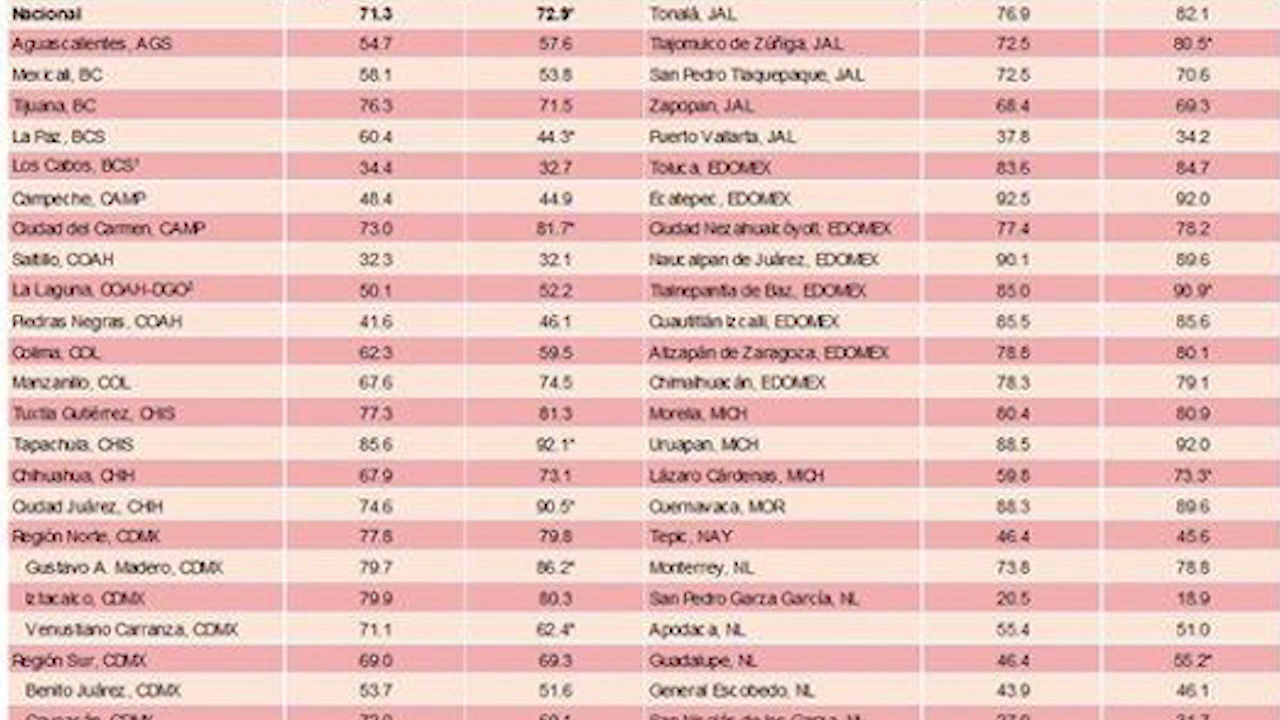 Nacional 71.3 72.9* Tonalá, JAL 76.9 82.1
Aguascalientes, AGS 54.7 57.6 Tlajomulco de Zúñiga, JAL 72.5 80.5*
Mexicali, BC 58.1 53.8 San Pedro Tlaquepaque, JAL 72.5 70.6
Tijuana, BC 76.3 71.5 Zapopan, JAL 68.4 69.3
La Paz, BCS 60.4 44.3* Puerto Vallarta, JAL 37.8 34.2
Los Cabos, BCS¹ 34.4 32.7 Toluca, EDOMEX 83.6 84.7
Campeche, CAMP 48.4 44.9 Ecatepec, EDOMEX 92.5 92.0
Ciudad del Carmen, CAMP 73.0 81.7* Ciudad Nezahualcóyotl, EDOMEX 77.4 78.2
Saltillo, COAH 32.3 32.1 Naucalpan de Juárez, EDOMEX 90.1 89.6
La Laguna, COAH-DGO² 50.1 52.2 Tlalnepantla de Baz, EDOMEX 85.0 90.9*
Piedras Negras, COAH 41.6 46.1 Cuautitlán Izcalli, EDOMEX 85.5 85.6
Colima, COL 62.3 59.5 Atizapán de Zaragoza, EDOMEX 78.8 80.1
Manzanillo, COL 67.6 74.5 Chimalhuacán, EDOMEX 78.3 79.1
Tuxtla Gutiérrez, CHIS 77.3 81.3 Morelia, MICH 80.4 80.9
Tapachula, CHIS 85.6 92.1* Uruapan, MICH 88.5 92.0
Chihuahua, CHIH 67.9 73.1 Lázaro Cárdenas, MICH 59.8 73.3*
Ciudad Juárez, CHIH 74.6 90.5* Cuernavaca, MOR 88.3 89.6
Región Norte, CDMX 77.8 79.8 Tepic, NAY 46.4 45.6
Gustavo A. Madero, CDMX 79.7 86.2* Monterrey, NL 73.8 78.8
Iztacalco, CDMX 79.9 80.3 San Pedro Garza García, NL 20.5 18.9
Venustiano Carranza, CDMX 71.1 62.4* Apodaca, NL 55.4 51.0
Región Sur, CDMX 69.0 69.3 Guadalupe, NL 46.4 55.2*
Benito Juárez, CDMX 53.7 51.6 General Escobedo, NL 43.9 46.1